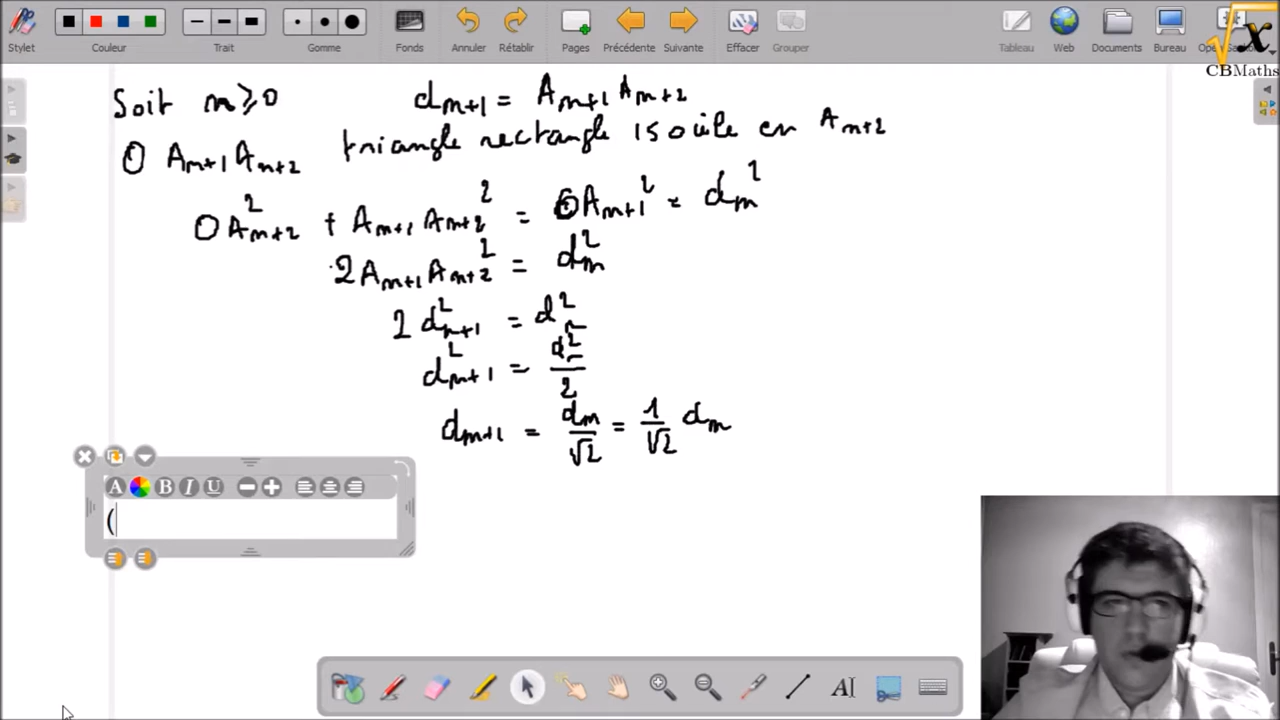 Stylet Couleur Trait Gomme Fonds Annuler Rétablir Pages Précédente Suivante Effacer Grouper Tableau Web Documents Bureau
CBMaths
Soit n ≥ 0 dₙ₊₁ = Aₙ₊₁Aₙ₊₂
O Aₙ₊₁Aₙ₊₂ triangle rectangle isocèle en Aₙ₊₂
OAₙ₊₂² + Aₙ₊₁Aₙ₊₂² = OAₙ₊₁² = dₙ²
2Aₙ₊₁Aₙ₊₂² = dₙ²
2 dₙ₊₁² = dₙ²
dₙ₊₁² = dₙ²/2
dₙ₊₁ = dₙ/√2 = 1/√2 dₙ
A B I U
(